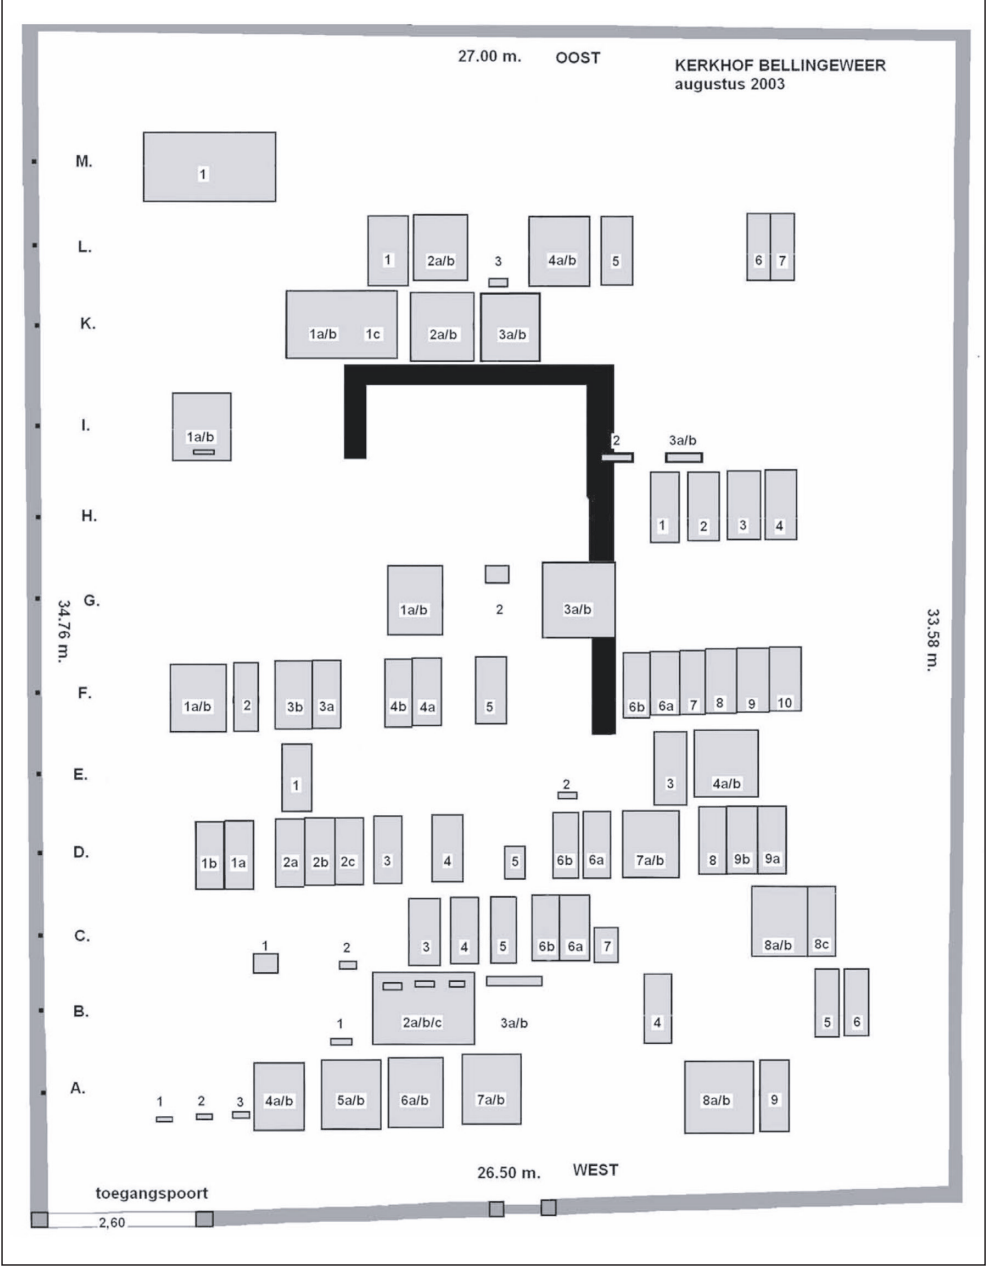 27.00 m. OOST
KERKHOF BELLINGEWEER
augustus 2003
M.
1
L.
1 2a/b 3 4a/b 5 6 7
K.
1a/b 1c 2a/b 3a/b
I.
1a/b 2 3a/b
H.
1 2 3 4
G.
1a/b 2 3a/b
34.76 m.
33.58 m.
F.
1a/b 2 3b 3a 4b 4a 5 6b 6a 7 8 9 10
E.
1 2 3 4a/b
D.
1b 1a 2a 2b 2c 3 4 5 6b 6a 7a/b 8 9b 9a
C.
1 2 3 4 5 6b 6a 7 8a/b 8c
B.
1 2a/b/c 3a/b 4 5 6
A.
1 2 3 4a/b 5a/b 6a/b 7a/b 8a/b 9
26.50 m. WEST
toegangspoort
2,60